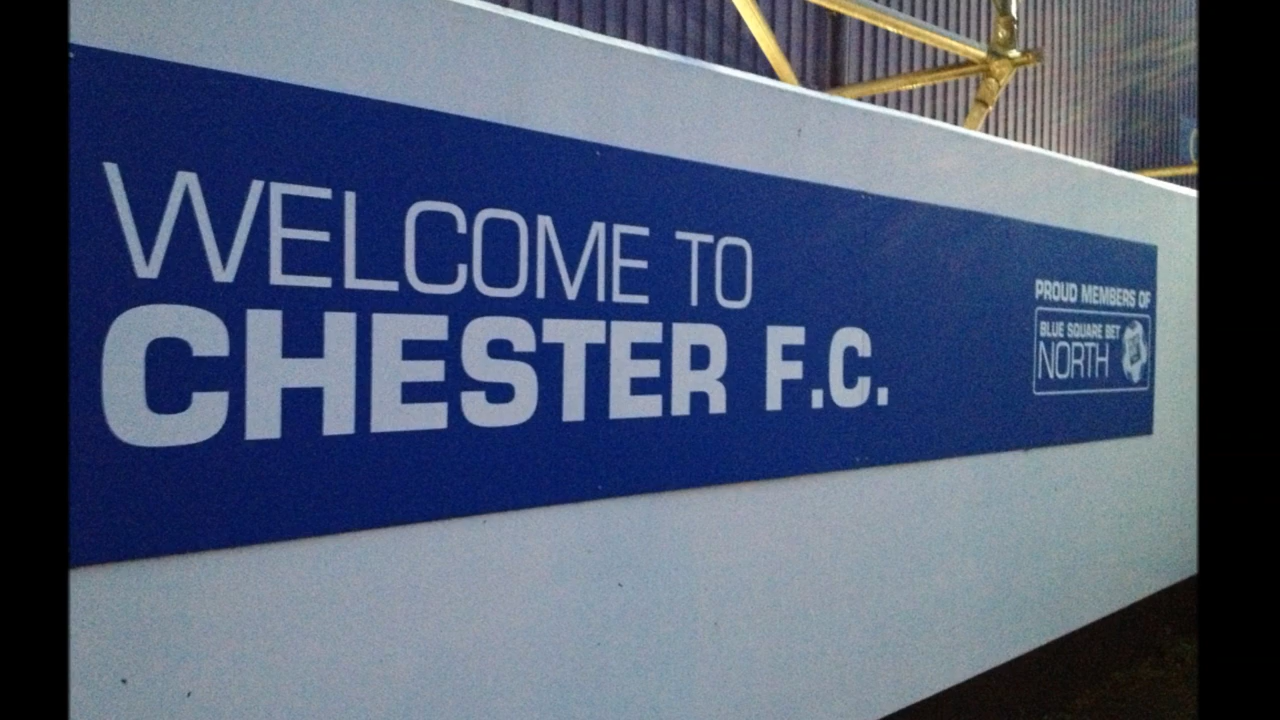 WELCOME TO
CHESTER F.C.
PROUD MEMBERS OF
BLUE SQUARE BET
NORTH